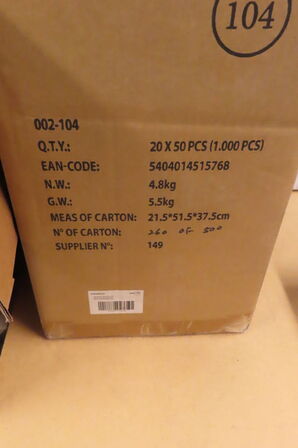 104
002-104
Q.T.Y.: 20 X 50 PCS (1.000 PCS)
EAN-CODE: 5404014515768
N.W.: 4.8kg
G.W.: 5.5kg
MEAS OF CARTON: 21.5*51.5*37.5cm
N° OF CARTON: 260 OF 500
SUPPLIER N°: 149